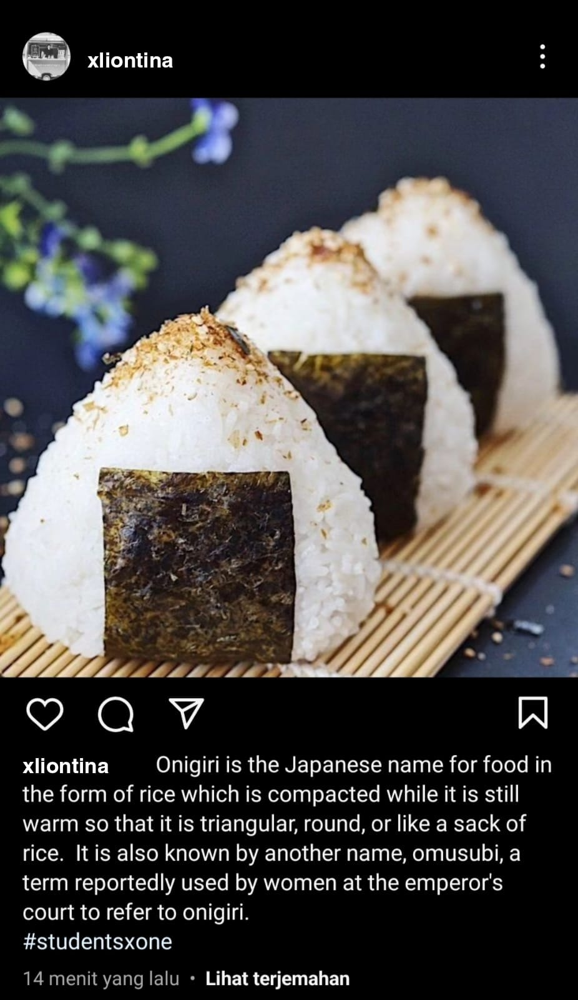 xliontina
xliontina Onigiri is the Japanese name for food in
the form of rice which is compacted while it is still
warm so that it is triangular, round, or like a sack of
rice. It is also known by another name, omusubi, a
term reportedly used by women at the emperor's
court to refer to onigiri.
#studentsxone
14 menit yang lalu • Lihat terjemahan